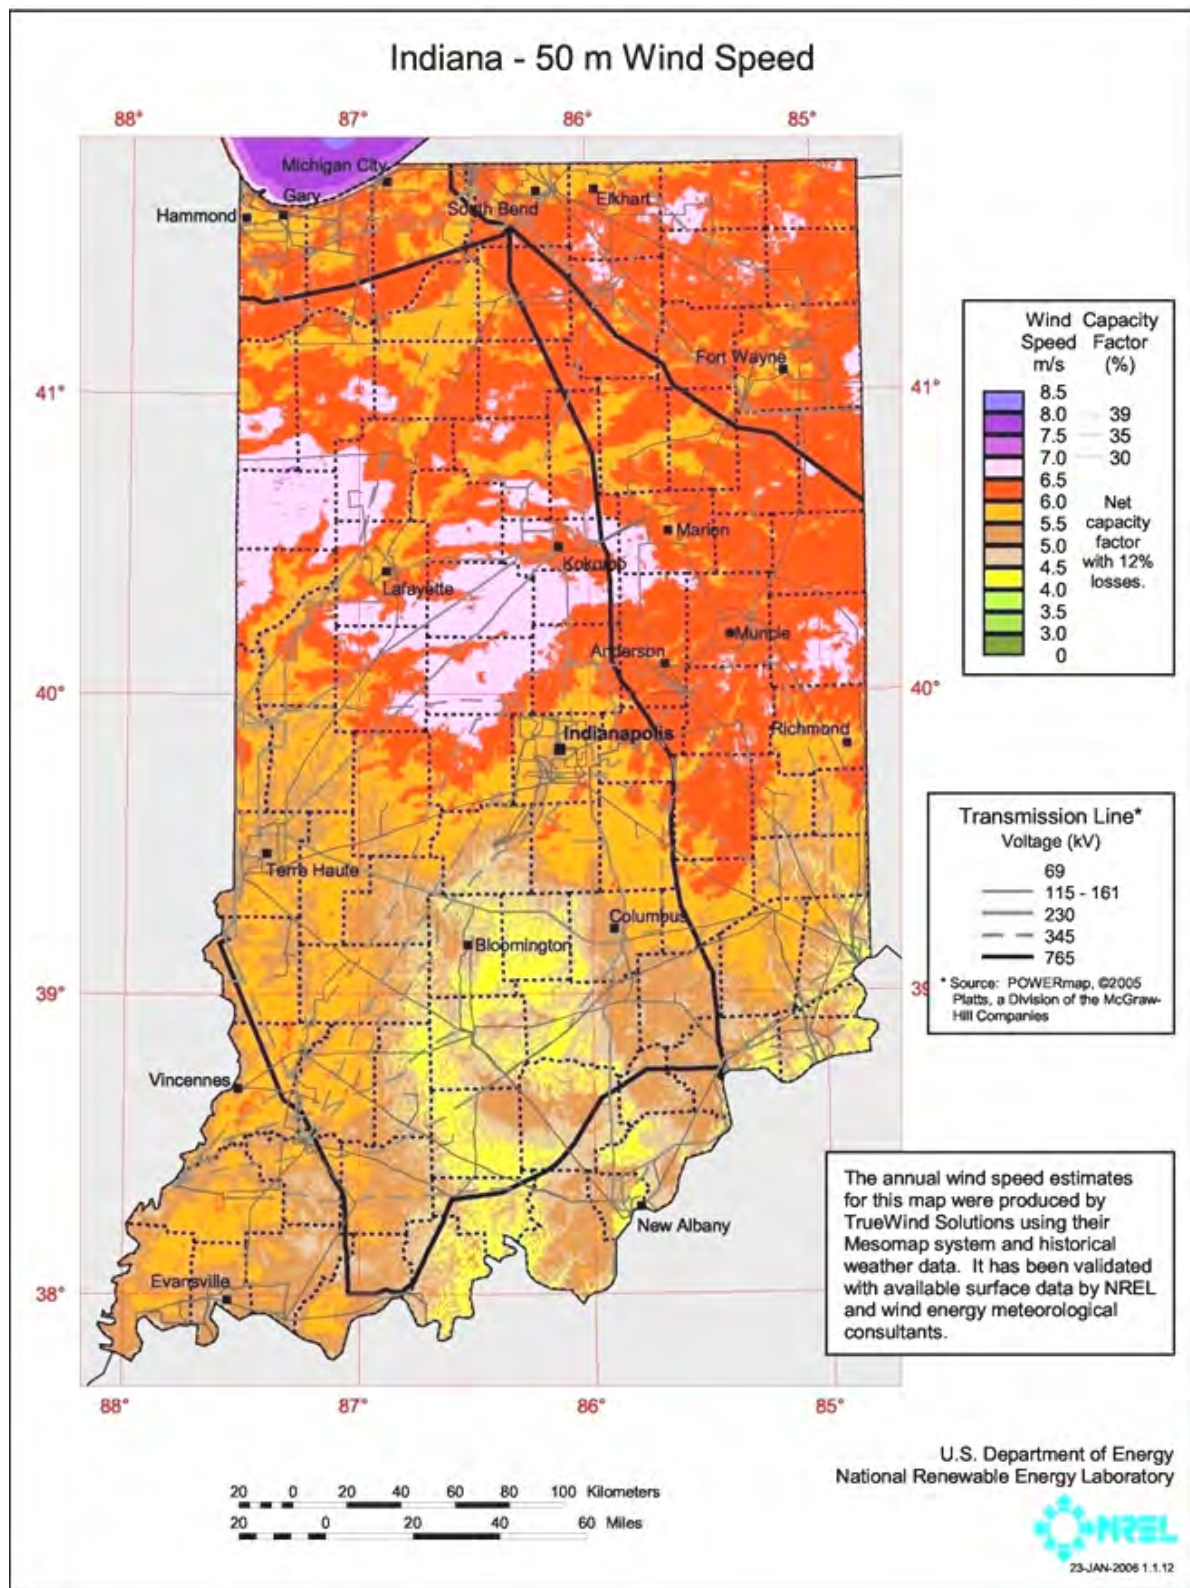 Indiana - 50 m Wind Speed
88° 87° 86° 85°
Michigan City
Gary
Hammond
South Bend
Elkhart
41°
Fort Wayne
41°
Marion
Kokomo
Lafayette
Muncie
Anderson
40°
40°
Richmond
Indianapolis
Terre Haute
Columbus
Bloomington
39°
39
Vincennes
New Albany
Evansville
38°
88° 87° 86° 85°
Wind Speed m/s
Capacity Factor (%)
8.5
8.0 39
7.5 35
7.0 30
6.5
6.0 Net
5.5 capacity
5.0 factor
4.5 with 12%
4.0 losses.
3.5
3.0
0
Transmission Line*
Voltage (kV)
69
115 - 161
230
345
765
* Source: POWERmap, ©2005
Platts, a Division of the McGraw-
Hill Companies
The annual wind speed estimates
for this map were produced by
TrueWind Solutions using their
Mesomap system and historical
weather data. It has been validated
with available surface data by NREL
and wind energy meteorological
consultants.
U.S. Department of Energy
National Renewable Energy Laboratory
20 0 20 40 60 80 100 Kilometers
20 0 20 40 60 Miles
NREL
23-JAN-2006 1.1.12